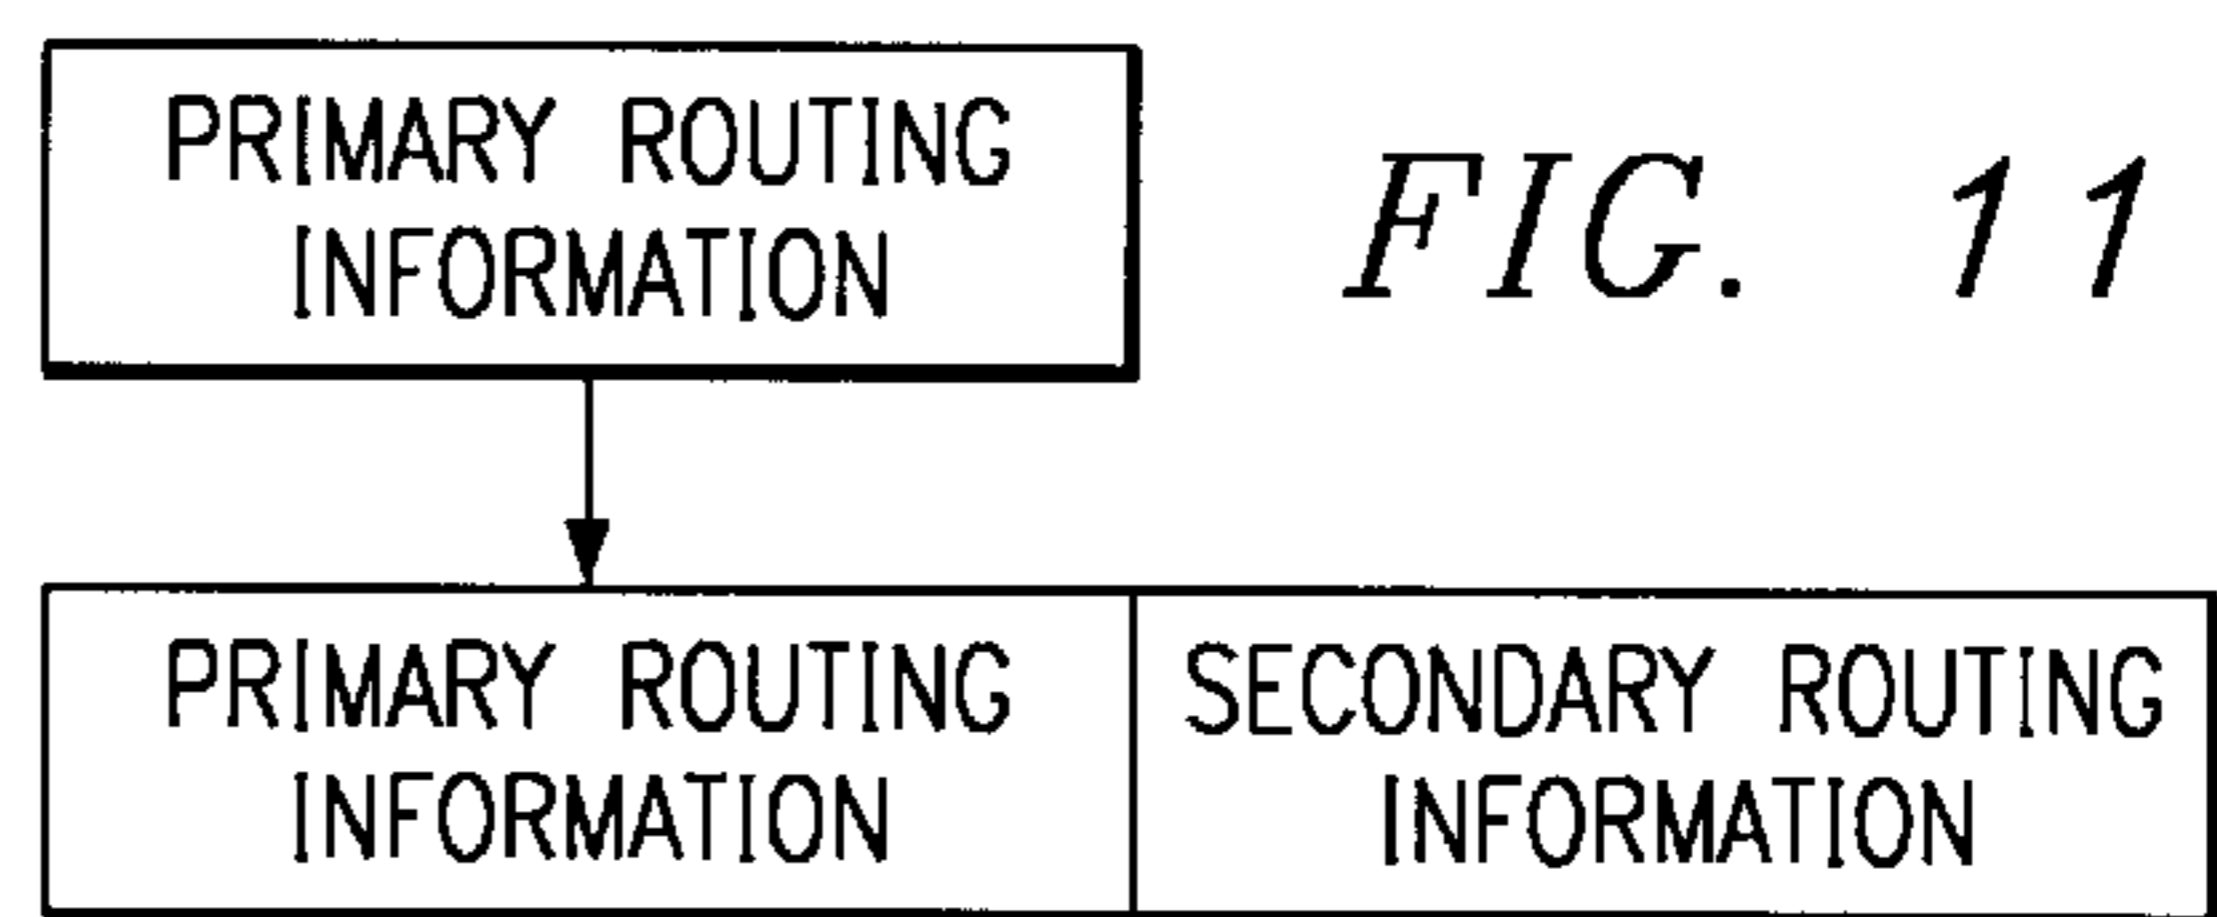 PRIMARY ROUTING
INFORMATION
FIG. 11
PRIMARY ROUTING
INFORMATION
SECONDARY ROUTING
INFORMATION